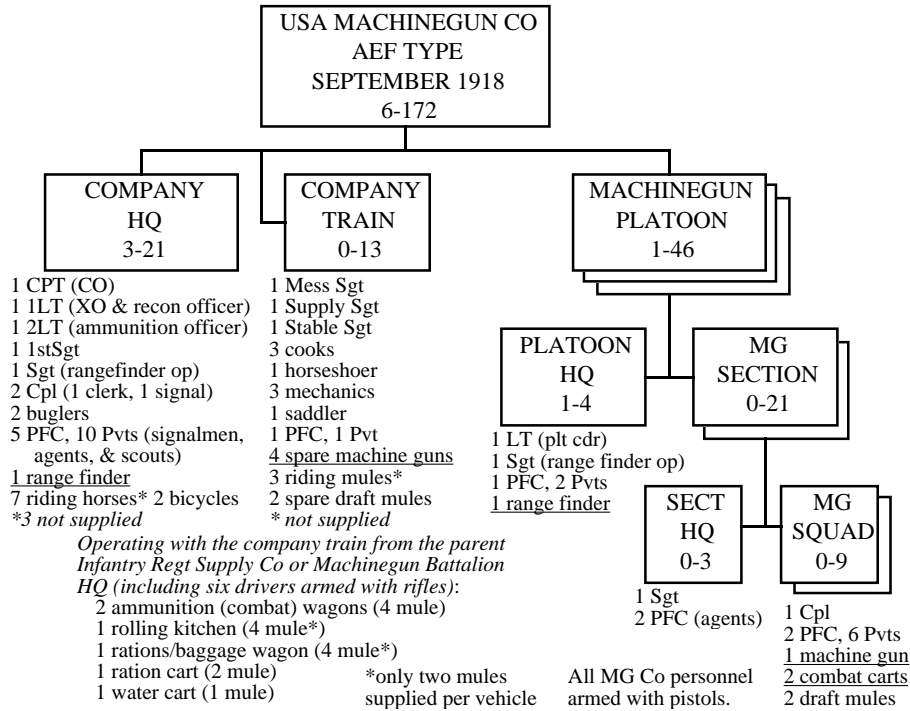 USA MACHINEGUN CO
AEF TYPE
SEPTEMBER 1918
6-172
COMPANY
HQ
3-21
1 CPT (CO)
1 1LT (XO & recon officer)
1 2LT (ammunition officer)
1 1stSgt
1 Sgt (rangefinder op)
2 Cpl (1 clerk, 1 signal)
2 buglers
5 PFC, 10 Pvts (signalmen,
agents, & scouts)
1 range finder
7 riding horses* 2 bicycles
*3 not supplied
COMPANY
TRAIN
0-13
1 Mess Sgt
1 Supply Sgt
1 Stable Sgt
3 cooks
1 horseshoer
3 mechanics
1 saddler
1 PFC, 1 Pvt
4 spare machine guns
3 riding mules*
2 spare draft mules
* not supplied
Operating with the company train from the parent
Infantry Regt Supply Co or Machinegun Battalion
HQ (including six drivers armed with rifles):
2 ammunition (combat) wagons (4 mule)
1 rolling kitchen (4 mule*)
1 rations/baggage wagon (4 mule*)
1 ration cart (2 mule)
1 water cart (1 mule)
*only two mules
supplied per vehicle
MACHINEGUN
PLATOON
1-46
PLATOON
HQ
1-4
1 LT (plt cdr)
1 Sgt (range finder op)
1 PFC, 2 Pvts
1 range finder
MG
SECTION
0-21
SECT
HQ
0-3
1 Sgt
2 PFC (agents)
MG
SQUAD
0-9
1 Cpl
2 PFC, 6 Pvts
1 machine gun
2 combat carts
2 draft mules
All MG Co personnel
armed with pistols.